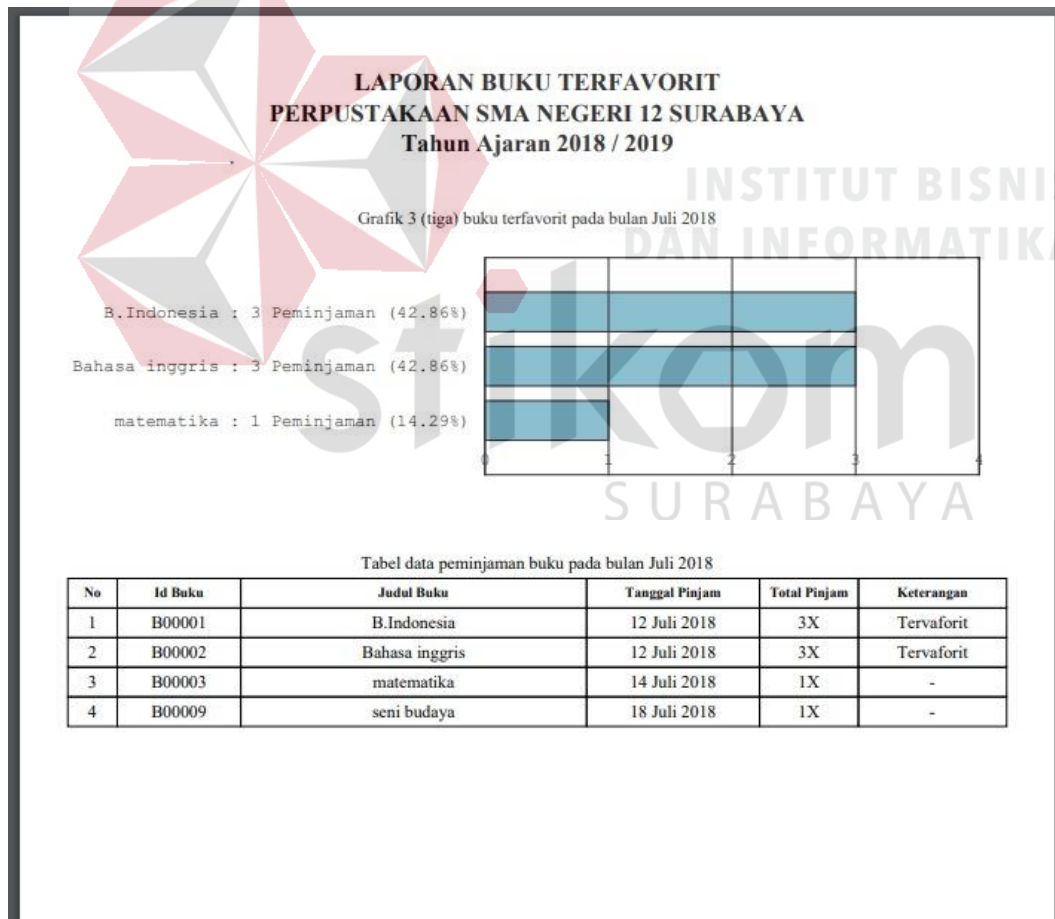 LAPORAN BUKU TERFAVORIT
PERPUSTAKAAN SMA NEGERI 12 SURABAYA
Tahun Ajaran 2018 / 2019
INSTITUT BISNI
DAN INFORMATIKA
stikom
SURABAYA
Grafik 3 (tiga) buku terfavorit pada bulan Juli 2018
B.Indonesia : 3 Peminjaman (42.86%)
Bahasa inggris : 3 Peminjaman (42.86%)
matematika : 1 Peminjaman (14.29%)
0 1 2 3 4
Tabel data peminjaman buku pada bulan Juli 2018
No Id Buku Judul Buku Tanggal Pinjam Total Pinjam Keterangan
1 B00001 B.Indonesia 12 Juli 2018 3X Tervaforit
2 B00002 Bahasa inggris 12 Juli 2018 3X Tervaforit
3 B00003 matematika 14 Juli 2018 1X -
4 B00009 seni budaya 18 Juli 2018 1X -